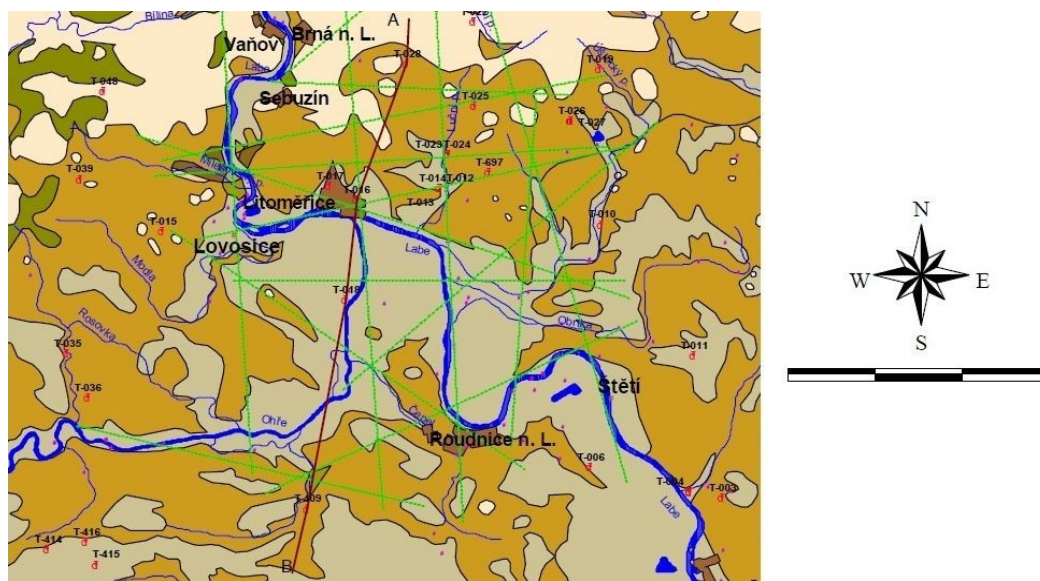 Bílina
A
T-022
Vaňov
Brná n. L.
T-028
T-019
Labe
T-048
Sebuzín
T-025
Luční p.
T-026
T-027
T-023
T-024
T-697
T-039
T-017
T-016
T-014
T-012
T-013
Litoměřice
T-015
T-010
Lovosice
Labe
Modla
T-018
Rosovka
Obrtka
T-035
T-011
T-036
Štětí
Ohře
Čepel
Roudnice n. L.
T-006
T-004
T-003
T-409
Labe
T-414
T-416
T-415
B
N
W
E
S